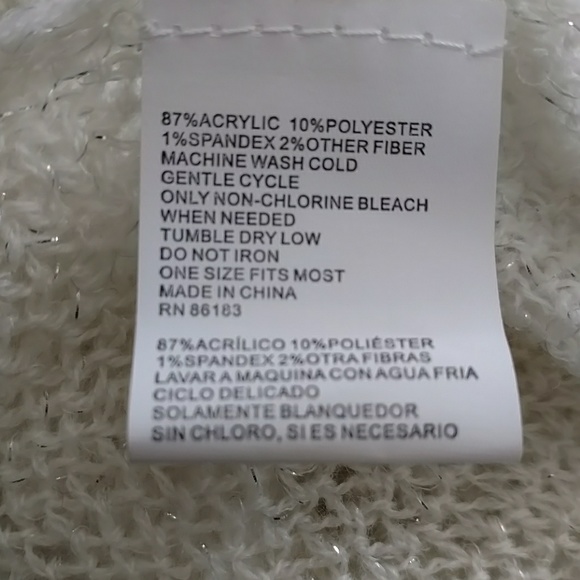 87%ACRYLIC 10%POLYESTER
1%SPANDEX 2%OTHER FIBER
MACHINE WASH COLD
GENTLE CYCLE
ONLY NON-CHLORINE BLEACH
WHEN NEEDED
TUMBLE DRY LOW
DO NOT IRON
ONE SIZE FITS MOST
MADE IN CHINA
RN 86183
87%ACRÍLICO 10%POLIÉSTER
1%SPANDEX 2%OTRA FIBRAS
LAVAR A MAQUINA CON AGUA FRIA
CICLO DELICADO
SOLAMENTE BLANQUEDOR
SIN CHLORO, SI ES NECESARIO